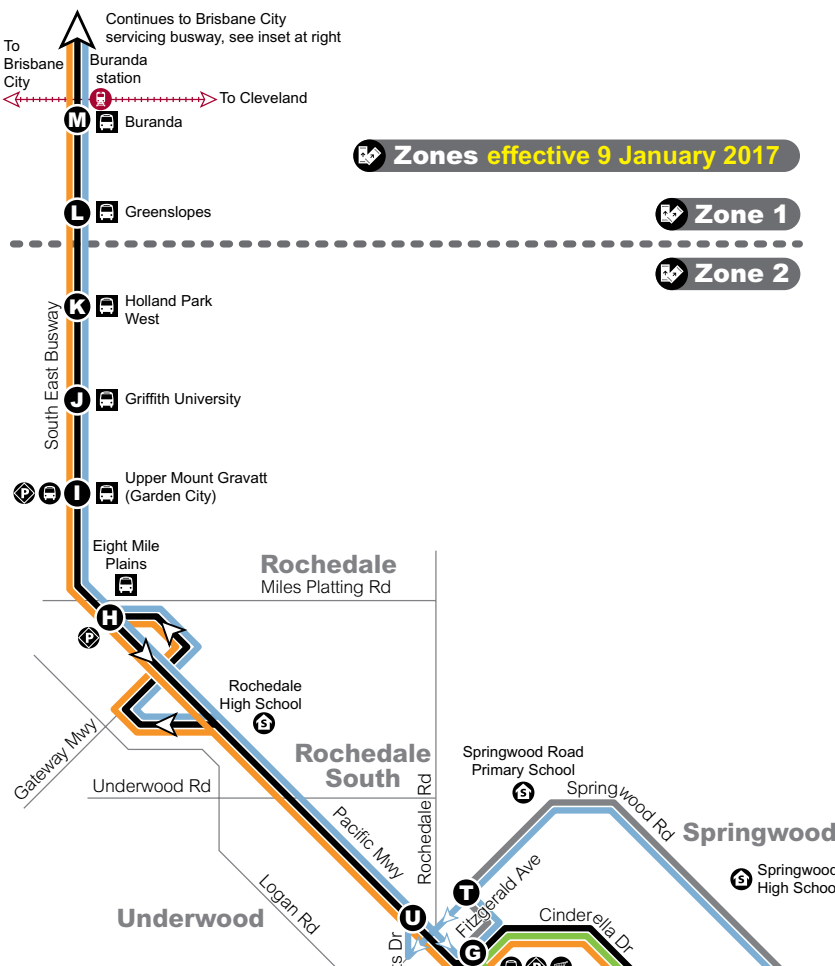 Continues to Brisbane City
servicing busway, see inset at right
To
Brisbane
City
Buranda
station
To Cleveland
M
Buranda
Zones effective 9 January 2017
L
Greenslopes
Zone 1
Zone 2
K
Holland Park
West
South East Busway
J
Griffith University
P
I
Upper Mount Gravatt
(Garden City)
Eight Mile
Plains
Rochedale
Miles Platting Rd
H
P
Rochedale
High School
S
Gateway Mwy
Rochedale
South
Springwood Road
Primary School
S
Underwood Rd
Pacific Mwy
Rochedale Rd
Springwood Rd
Springwood
Springwood
S
High Schoo
T
Fitzgerald Ave
Logan Rd
Underwood
U
Cinderella Dr
s Dr
G
P